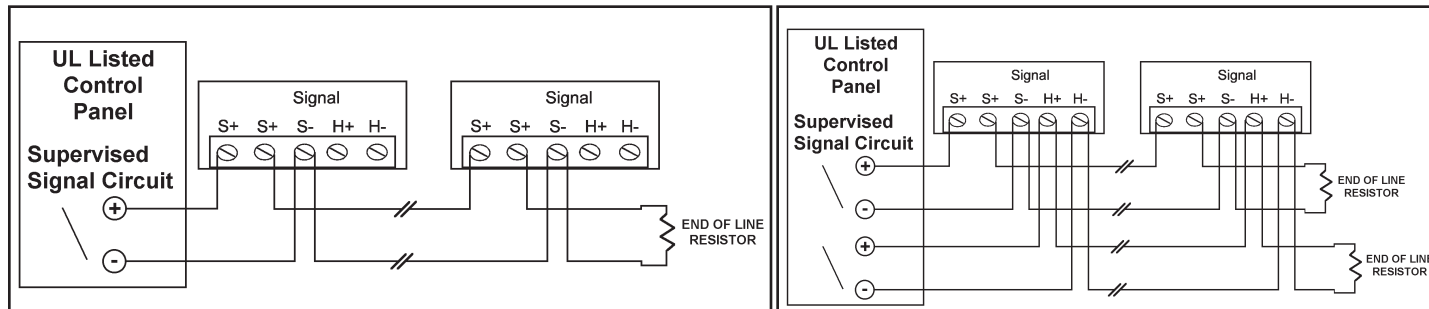 UL Listed
Control
Panel
Supervised
Signal Circuit
+
-
Signal
S+ S+ S- H+ H-
Signal
S+ S+ S- H+ H-
END OF LINE
RESISTOR
UL Listed
Control
Panel
Supervised
Signal Circuit
+
-
+
-
Signal
S+ S+ S- H+ H-
Signal
S+ S+ S- H+ H-
END OF LINE
RESISTOR
END OF LINE
RESISTOR